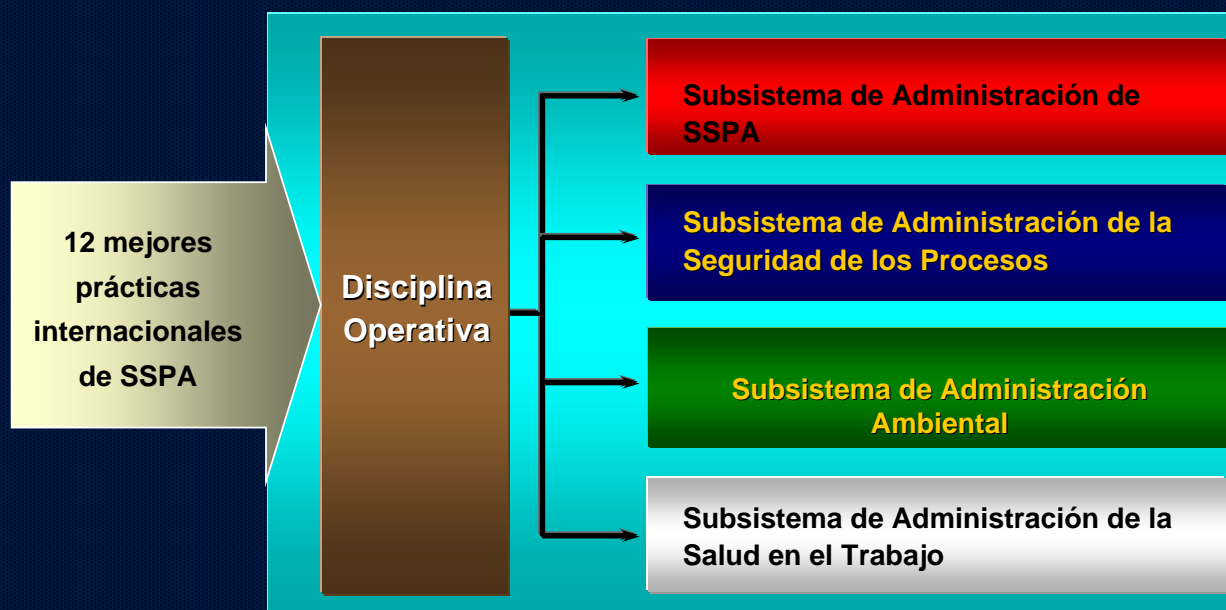 12 mejores
prácticas
internacionales
de SSPA
Disciplina
Operativa
Subsistema de Administración de
SSPA
Subsistema de Administración de la
Seguridad de los Procesos
Subsistema de Administración
Ambiental
Subsistema de Administración de la
Salud en el Trabajo